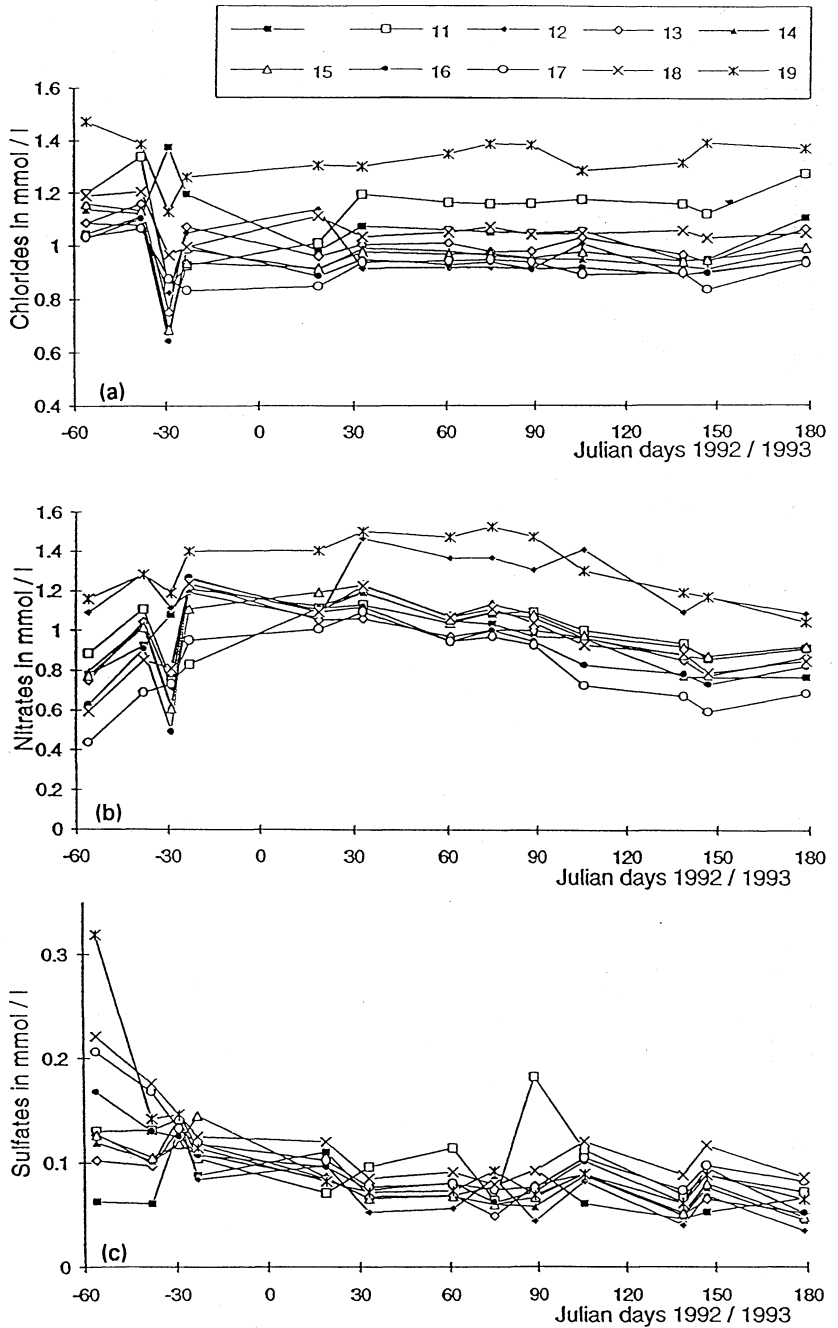 11 12 13 14
15 16 17 18 19
Chlorides in mmol / l
1.6
1.4
1.2
1
0.8
0.6
0.4
(a)
-60 -30 0 30 60 90 120 150 180
Julian days 1992 / 1993
Nitrates in mmol / l
1.6
1.4
1.2
1
0.8
0.6
0.4
0.2
0
(b)
-60 -30 0 30 60 90 120 150 180
Julian days 1992 / 1993
Sulfates in mmol / l
0.3
0.2
0.1
0
(c)
-60 -30 0 30 60 90 120 150 180
Julian days 1992 / 1993